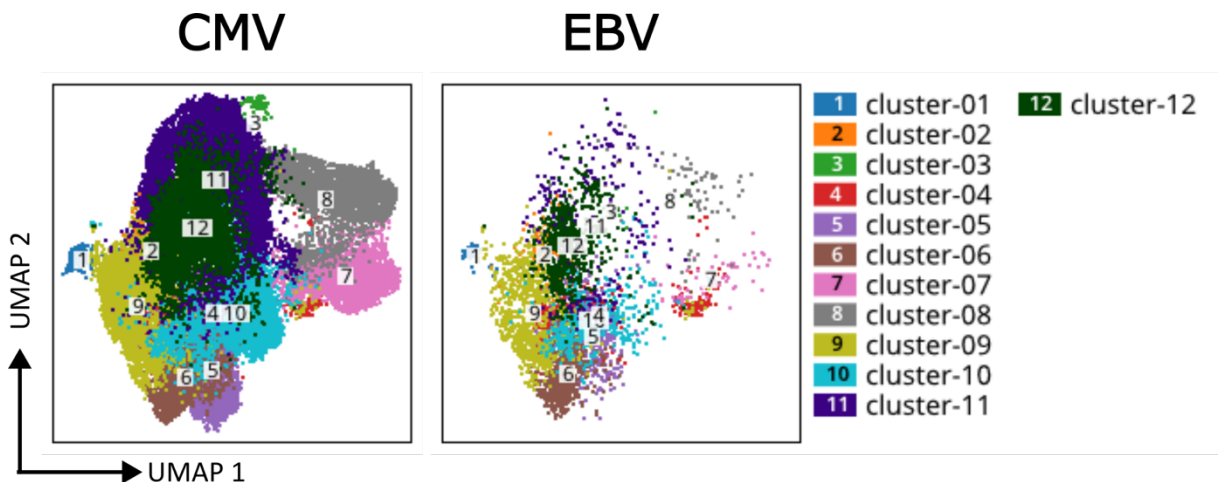 CMV
EBV
3
11
8
12
2
1
7
9
4 10
5
6
8
3
11
12
2
1
7
9
4
5
6
1 cluster-01
2 cluster-02
3 cluster-03
4 cluster-04
5 cluster-05
6 cluster-06
7 cluster-07
8 cluster-08
9 cluster-09
10 cluster-10
11 cluster-11
12 cluster-12
UMAP 2
UMAP 1